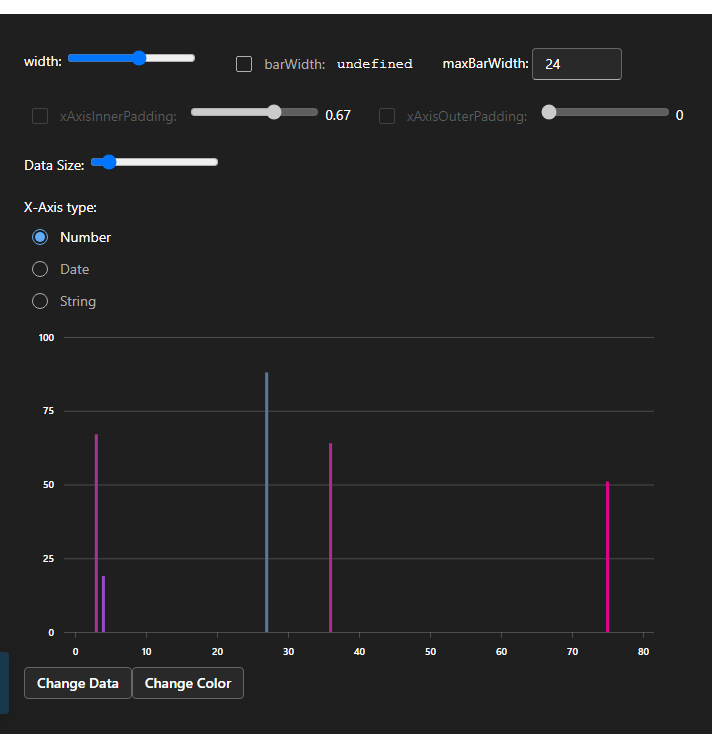 width: barWidth: undefined maxBarWidth: 24
xAxisInnerPadding: 0.67 xAxisOuterPadding: 0
Data Size:
X-Axis type:
Number
Date
String
100
75
50
25
0
0 10 20 30 40 50 60 70 80
Change Data Change Color